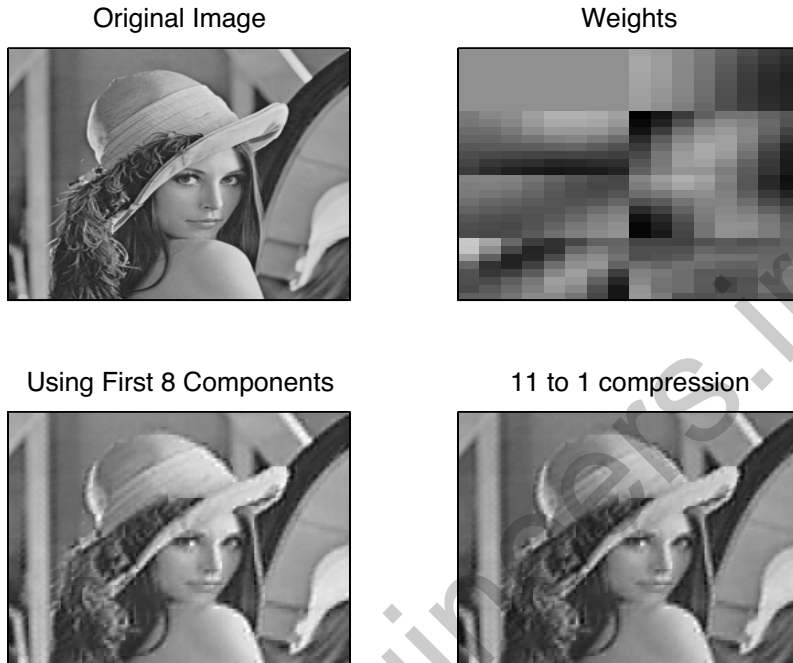 Original Image
Weights
Using First 8 Components
11 to 1 compression